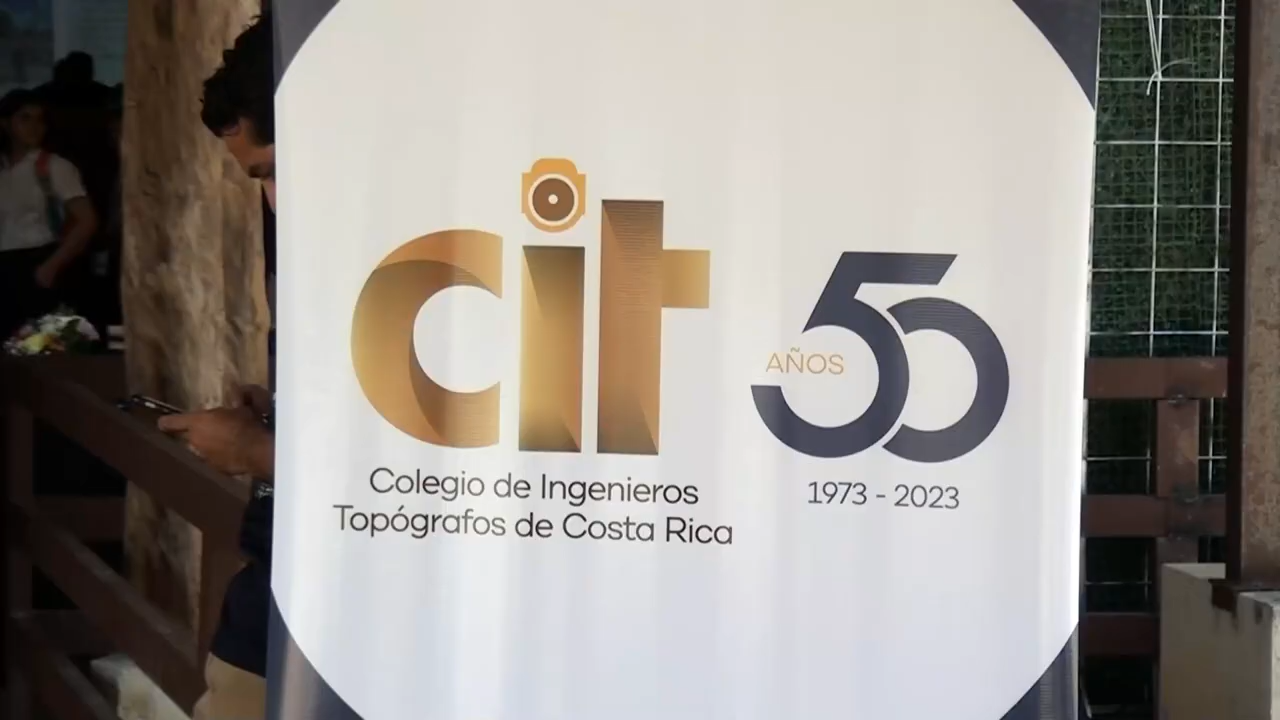 cit
Colegio de Ingenieros
Topógrafos de Costa Rica
50
AÑOS
1973 - 2023